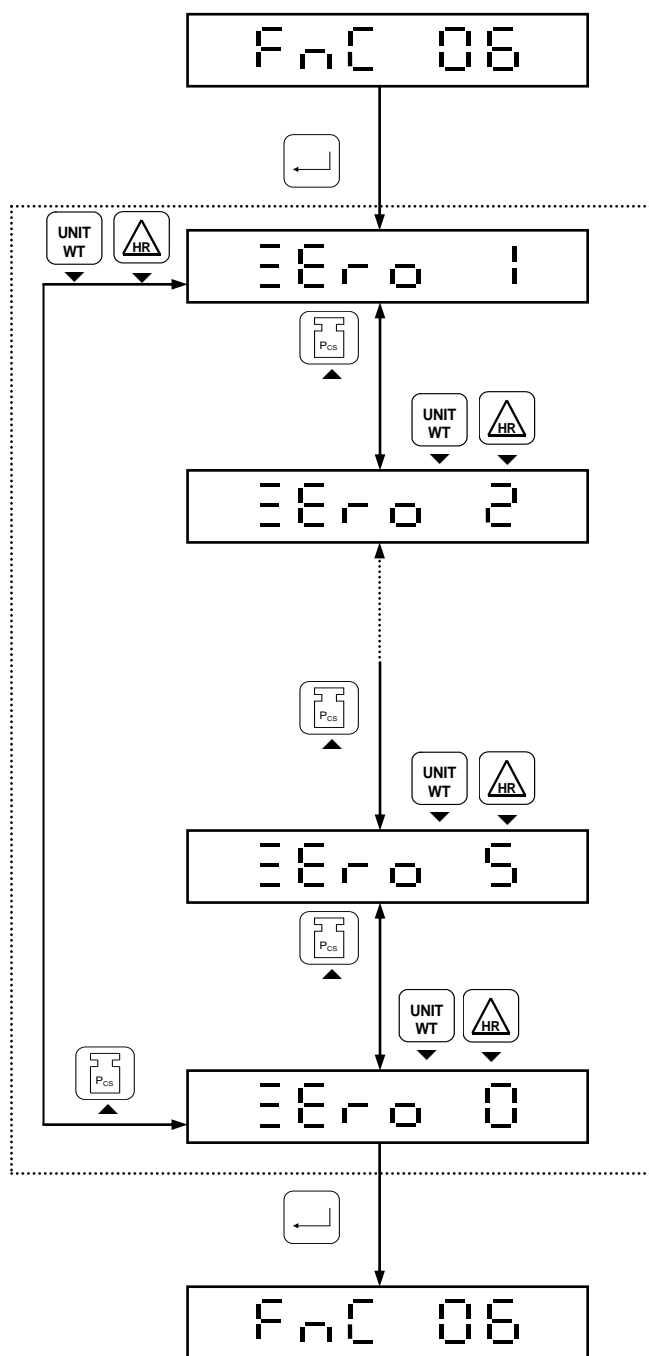 FnC 06
UNIT
WT
HR
ZEro 1
Pcs
UNIT
WT
HR
ZEro 2
Pcs
UNIT
WT
HR
ZEro 5
Pcs
UNIT
WT
HR
Pcs
ZEro 0
FnC 06